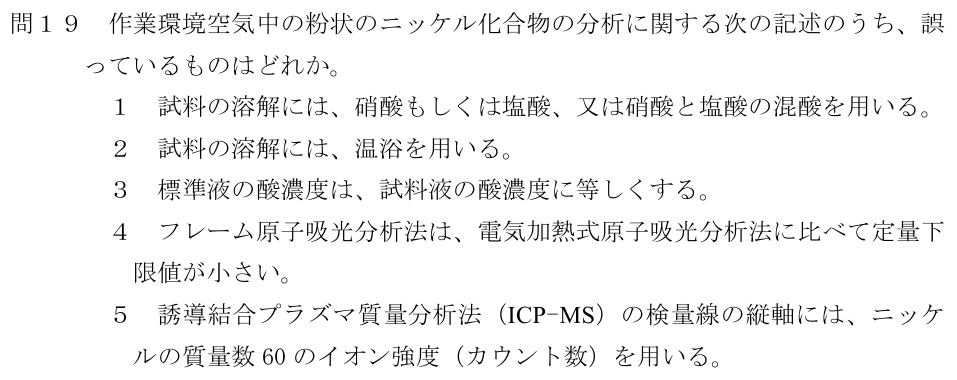 問１９　作業環境空気中の粉状のニッケル化合物の分析に関する次の記述のうち、誤
っているものはどれか。
１　試料の溶解には、硝酸もしくは塩酸、又は硝酸と塩酸の混酸を用いる。
２　試料の溶解には、温浴を用いる。
３　標準液の酸濃度は、試料液の酸濃度に等しくする。
４　フレーム原子吸光分析法は、電気加熱式原子吸光分析法に比べて定量下
限値が小さい。
５　誘導結合プラズマ質量分析法（ICP−MS）の検量線の縦軸には、ニッケ
ルの質量数 60 のイオン強度（カウント数）を用いる。